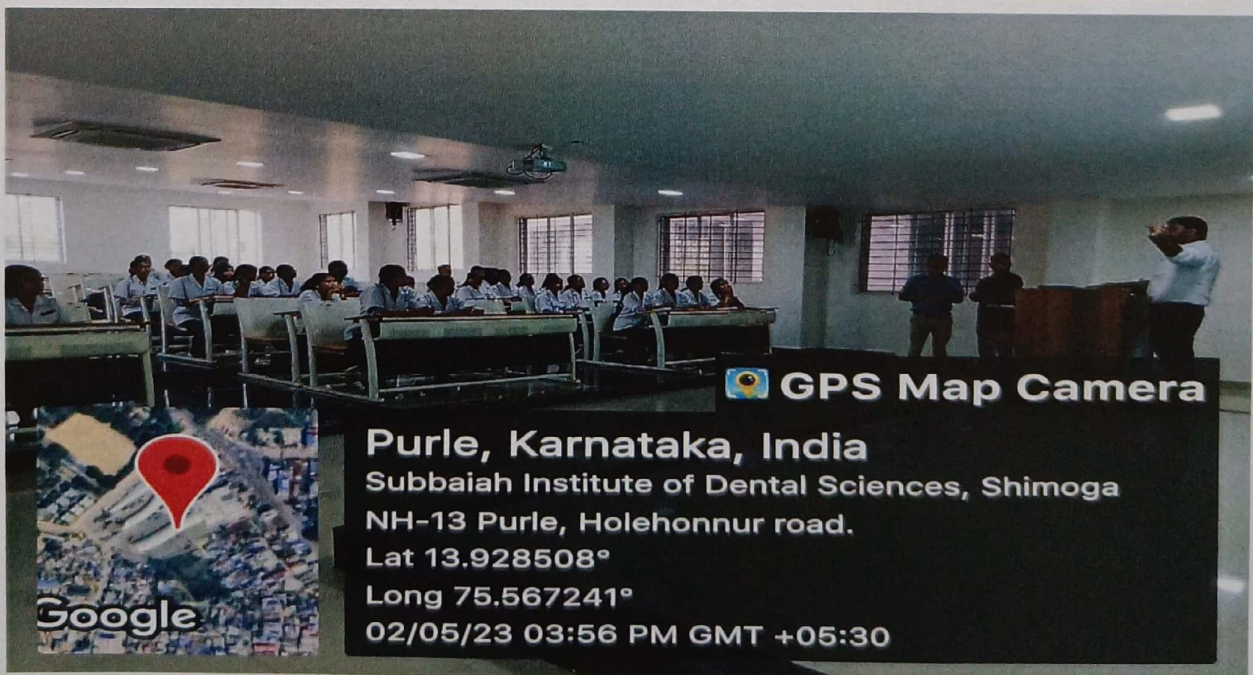 GPS Map Camera
Purle, Karnataka, India
Subbaiah Institute of Dental Sciences, Shimoga
NH-13 Purle, Holehonnur road.
Lat 13.928508°
Long 75.567241°
02/05/23 03:56 PM GMT +05:30
Google